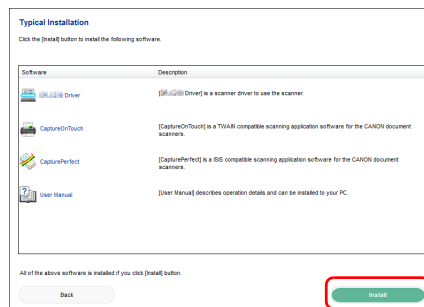 Typical Installation
Click the [Install] button to install the following software.
Software Description
Driver
Driver] is a scanner driver to use the scanner.
CaptureOnTouch
[CaptureOnTouch] is a TWAIN compatible scanning application software for the CANON document
scanners.
CapturePerfect
[CapturePerfect] is a ISIS compatible scanning application software for the CANON document
scanners.
User Manual
[User Manual] describes operation details and can be installed to your PC.
All of the above software is installed if you click [Install] button.
Back Install